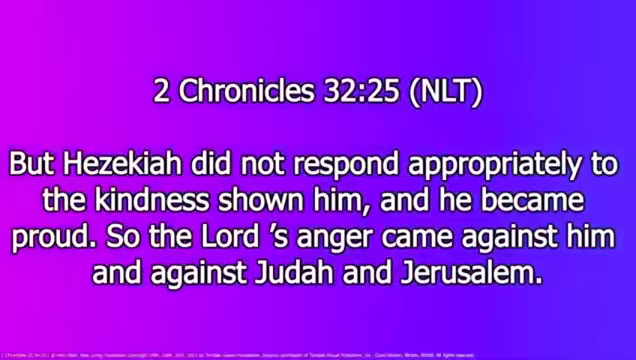 2 Chronicles 32:25 (NLT)
But Hezekiah did not respond appropriately to
the kindness shown him, and he became
proud. So the Lord ’s anger came against him
and against Judah and Jerusalem.